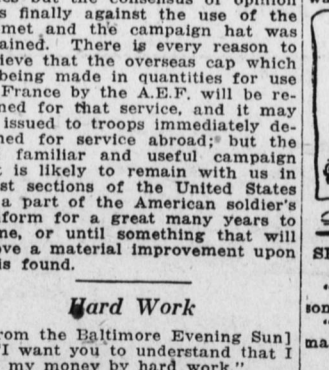 but the consensus of opinion
s finally against the use of the
met and the campaign hat was
ained. There is every reason to
ieve that the overseas cap which
being made in quantities for use
France by the A.E.F. will be re-
ned for that service, and it may
issued to troops immediately de-
ned for service abroad; but the
familiar and useful campaign
t is likely to remain with us in
st sections of the United States
a part of the American soldier's
iform for a great many years to
me, or until something that will
ove a material improvement upon
is found.
Hard Work
rom the Baltimore Evening Sun]
"I want you to understand that I
my money by hard work."
SI
son
ma